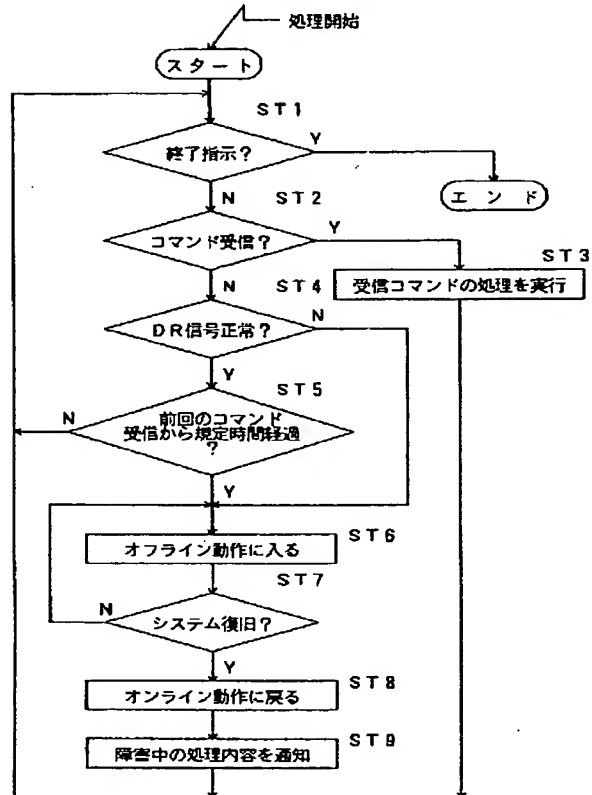 処理開始
スタート
ST1
終了指示?
Y
エンド
N
ST2
コマンド受信?
Y
ST3
受信コマンドの処理を実行
N
ST4
DR信号正常?
N
Y
ST5
前回のコマンド
受信から規定時間経過
?
N
Y
ST6
オフライン動作に入る
ST7
システム復旧?
N
Y
ST8
オンライン動作に戻る
ST9
障害中の処理内容を通知